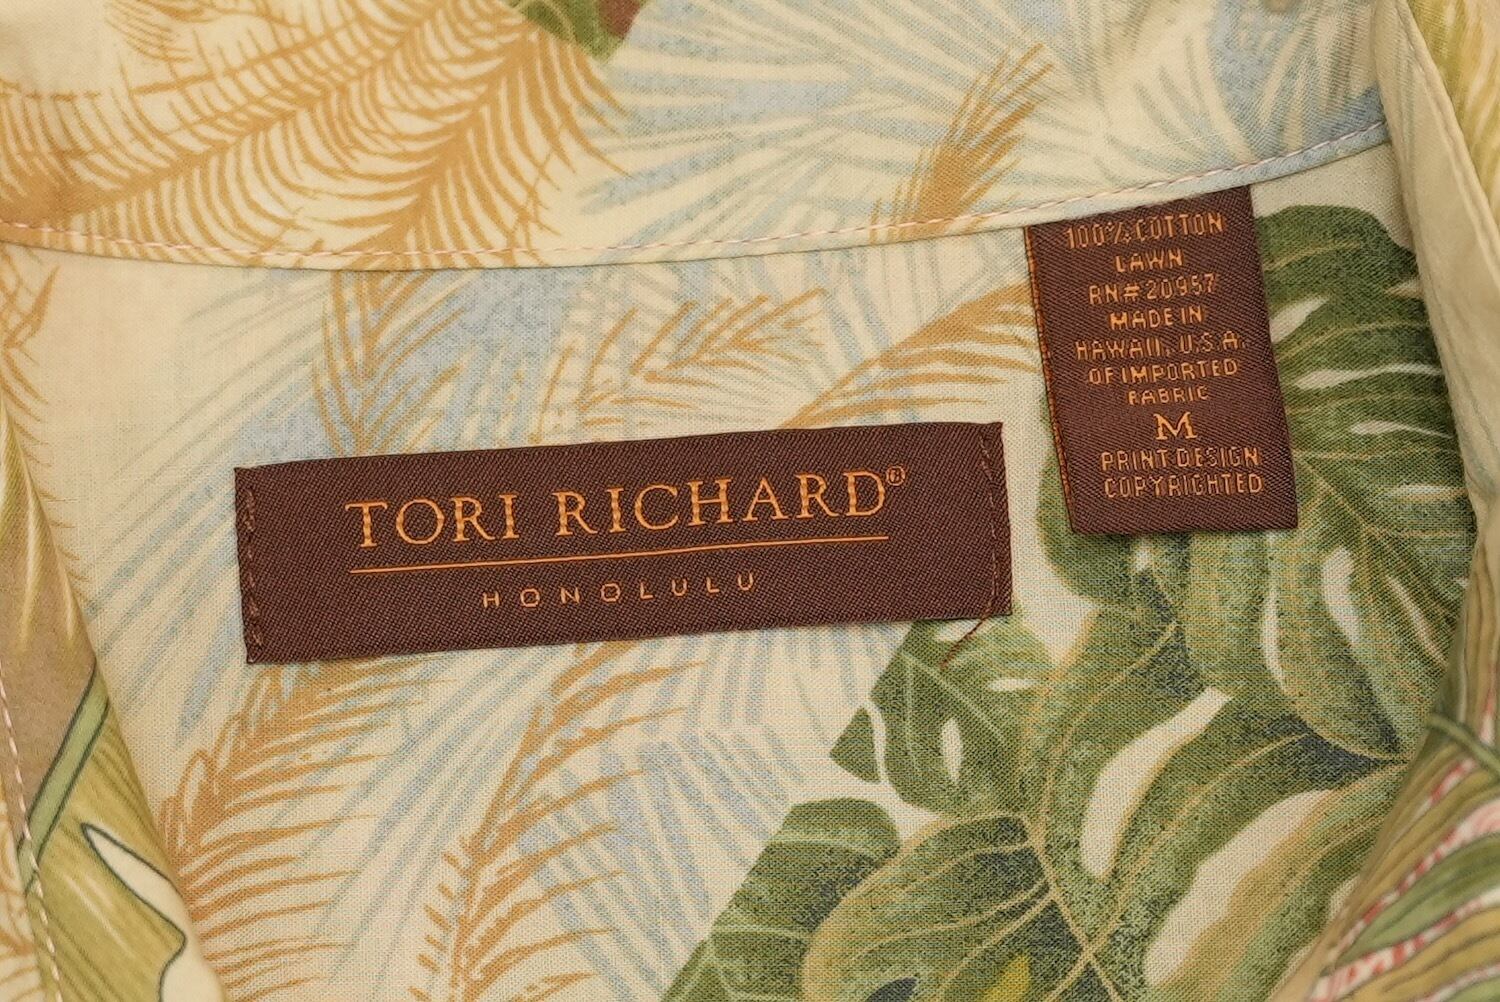 TORI RICHARD®
HONOLULU
100% COTTON
LAWN
RN# 20957
MADE IN
HAWAII, U.S.A.
OF IMPORTED
FABRIC
M
PRINT DESIGN
COPYRIGHTED